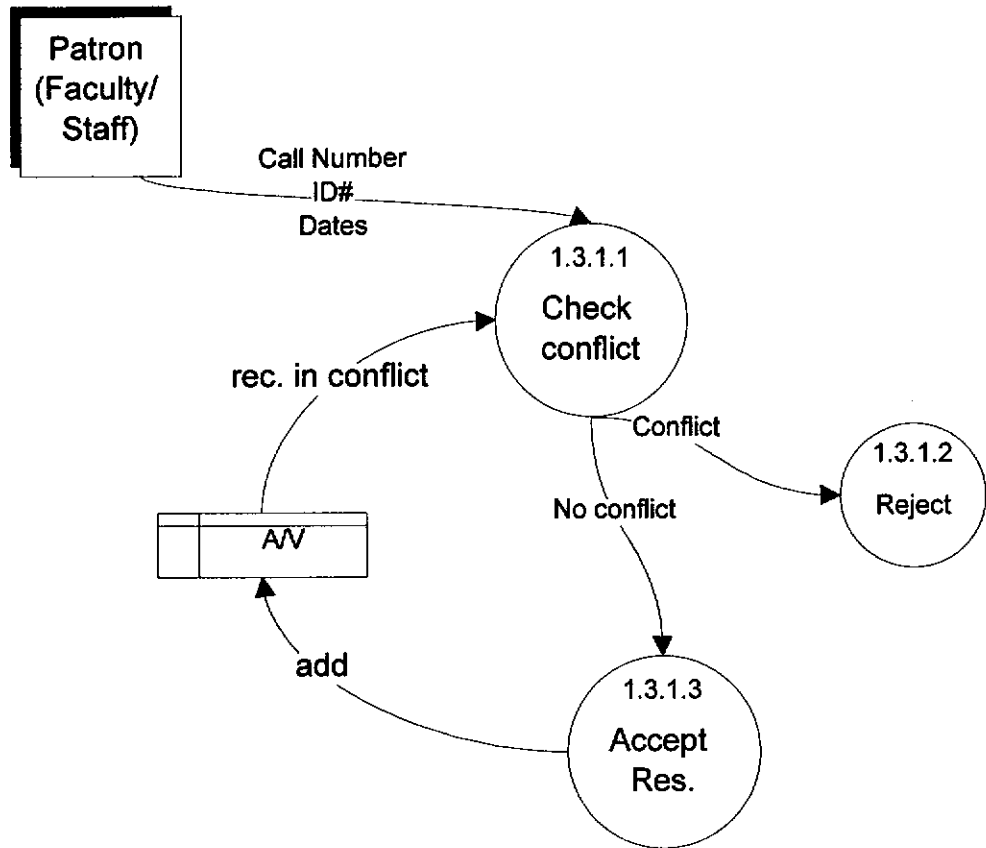 Patron
(Faculty/
Staff)
Call Number
ID#
Dates
1.3.1.1
Check
conflict
rec. in conflict
Conflict
1.3.1.2
Reject
No conflict
A/V
add
1.3.1.3
Accept
Res.